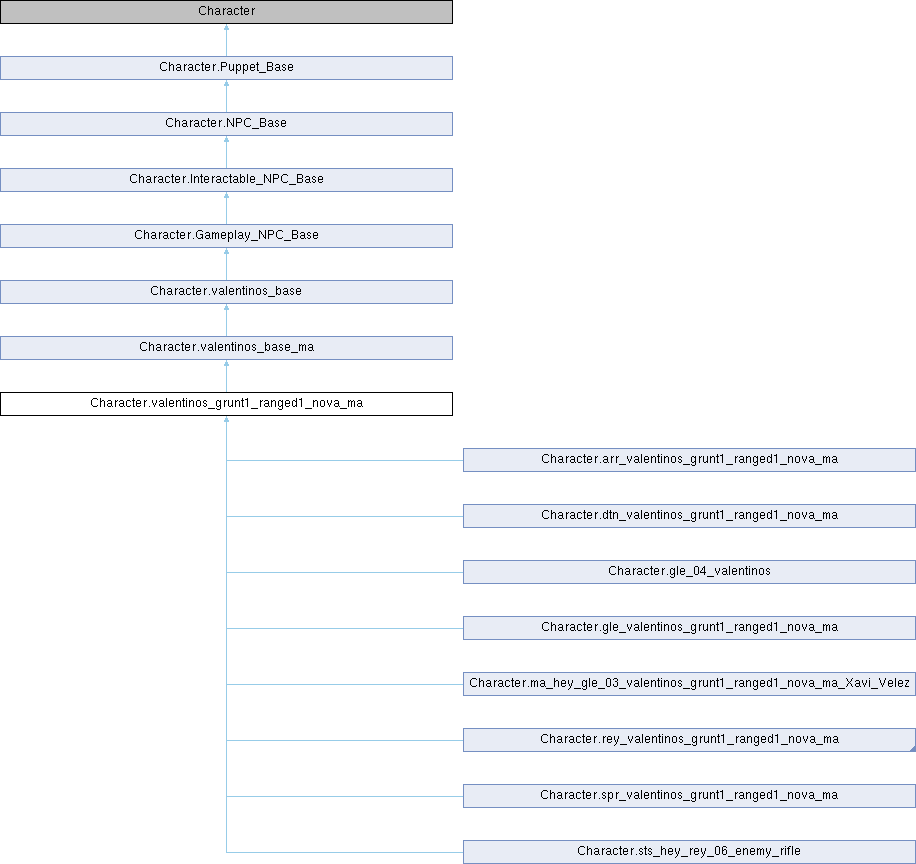 Character
Character.Puppet_Base
Character.NPC_Base
Character.Interactable_NPC_Base
Character.Gameplay_NPC_Base
Character.valentinos_base
Character.valentinos_base_ma
Character.valentinos_grunt1_ranged1_nova_ma
Character.arr_valentinos_grunt1_ranged1_nova_ma
Character.dtn_valentinos_grunt1_ranged1_nova_ma
Character.gle_04_valentinos
Character.gle_valentinos_grunt1_ranged1_nova_ma
Character.ma_hey_gle_03_valentinos_grunt1_ranged1_nova_ma_Xavi_Velez
Character.rey_valentinos_grunt1_ranged1_nova_ma
Character.spr_valentinos_grunt1_ranged1_nova_ma
Character.sts_hey_rey_06_enemy_rifle